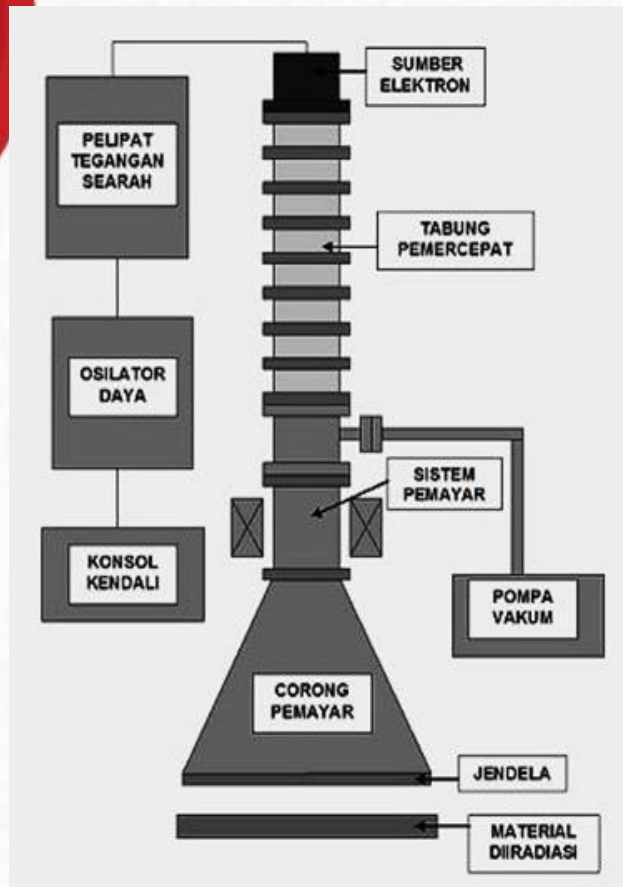 SUMBER
ELEKTRON
PELIPAT
TEGANGAN
SEARAH
TABUNG
PEMERCEPAT
OSILATOR
DAYA
SISTEM
PEMAYAR
KONSOL
KENDALI
POMPA
VAKUM
CORONG
PEMAYAR
JENDELA
MATERIAL
DIIRADIASI